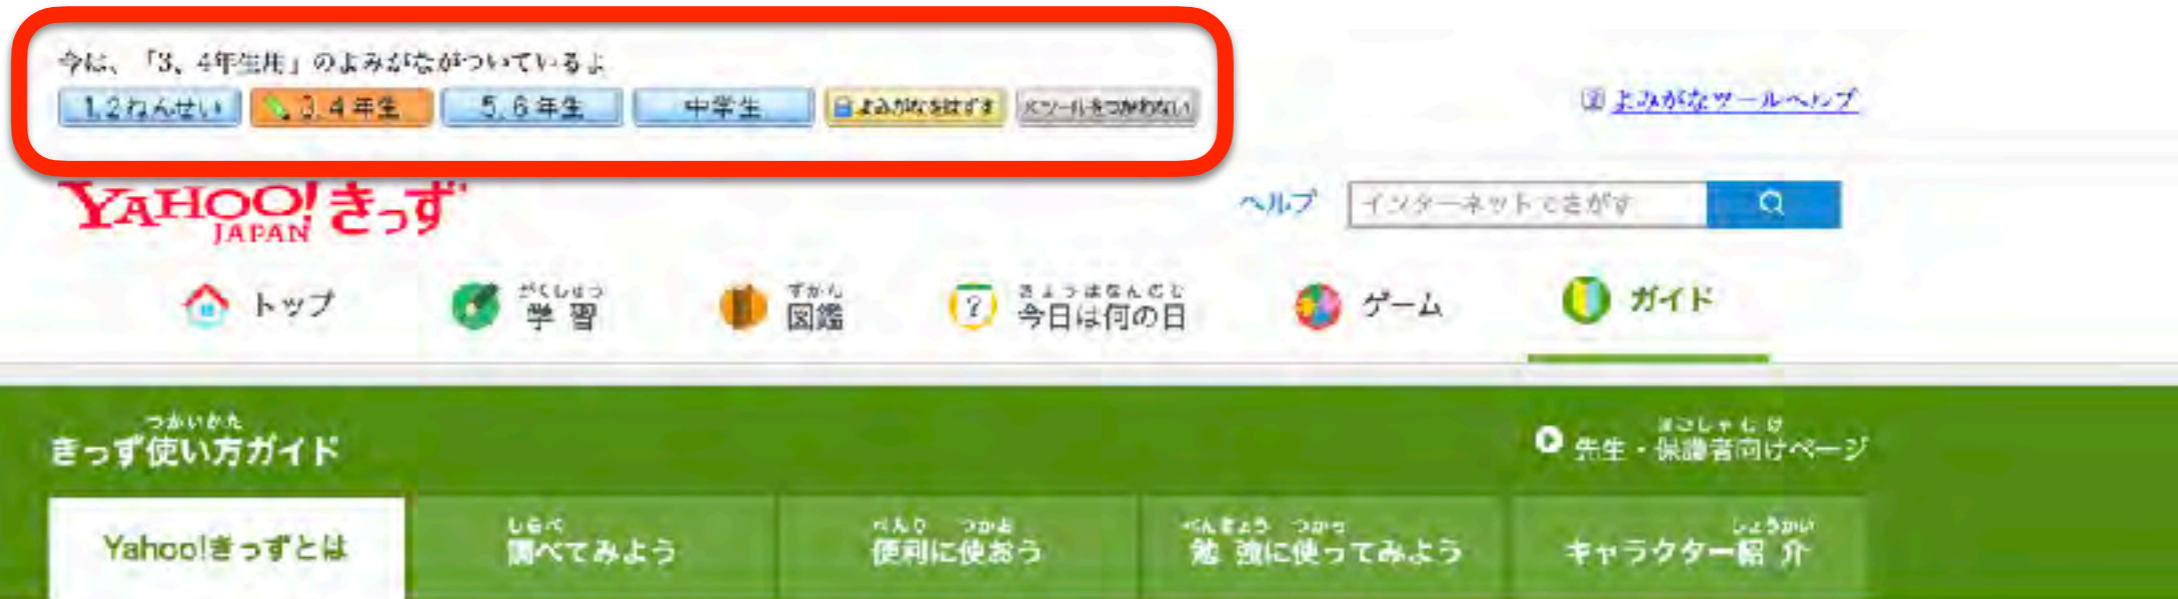 今は、「3、4年生用」のよみがながついているよ
1,2ねんせい 3,4年生 5,6年生 中学生 よみがなをはずす ×ツールをつかわない
よみがなツールヘルプ
YAHOO!きっず
JAPAN
ヘルプ インターネットでさがす
がくしゅう ずかん きょうはなんのひ
トップ 学習 図鑑 ? 今日は何の日 ゲーム ガイド
つかいかた
きっず使い方ガイド
ほごしゃむけ
先生・保護者向けページ
しらべ べんり つかお べんきょう つかっ しょうかい
Yahoo!きっずとは 調べてみよう 便利に使おう 勉強に使ってみよう キャラクター紹介